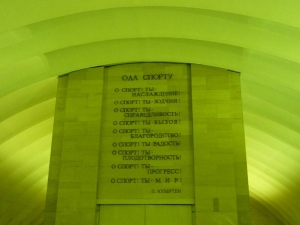 ОДА СПОРТУ
О СПОРТ! ТЫ-
НАСЛАЖДЕНИЕ!
О СПОРТ! ТЫ-ЗОДЧИЙ!
О СПОРТ! ТЫ-
СПРАВЕДЛИВОСТЬ!
О СПОРТ! ТЫ-ВЫЗОВ!
О СПОРТ! ТЫ-
БЛАГОРОДСТВО!
О СПОРТ! ТЫ-РАДОСТЬ!
О СПОРТ! ТЫ-
ПЛОДОТВОРНОСТЬ!
О СПОРТ! ТЫ-
ПРОГРЕСС!
О СПОРТ! ТЫ-МИР!
П. КУБЕРТЕН